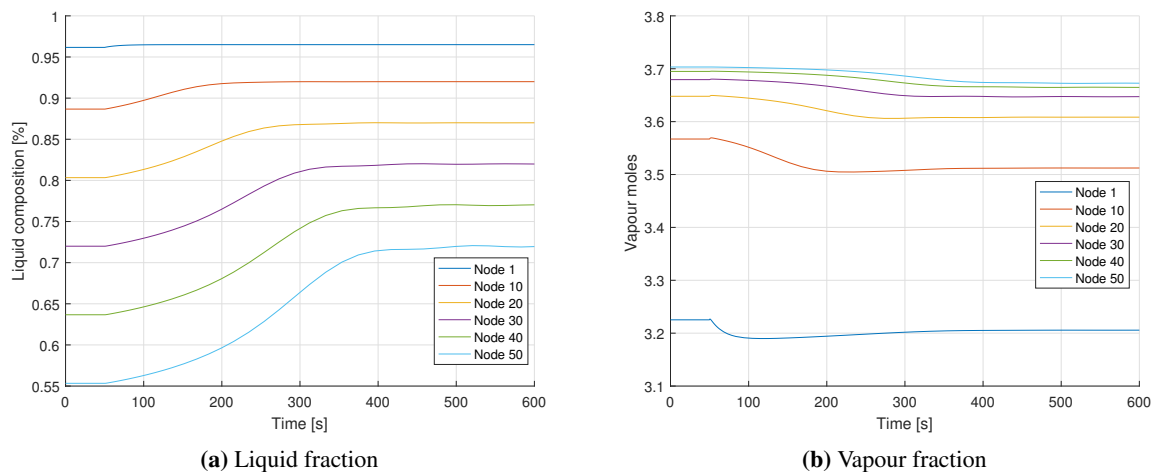 Liquid composition [%]
1
0.95
0.9
0.85
0.8
0.75
0.7
0.65
0.6
0.55
0
100
200
300
400
500
600
Time [s]
Node 1
Node 10
Node 20
Node 30
Node 40
Node 50
(a) Liquid fraction
Vapour moles
3.8
3.7
3.6
3.5
3.4
3.3
3.2
3.1
0
100
200
300
400
500
600
Time [s]
Node 1
Node 10
Node 20
Node 30
Node 40
Node 50
(b) Vapour fraction